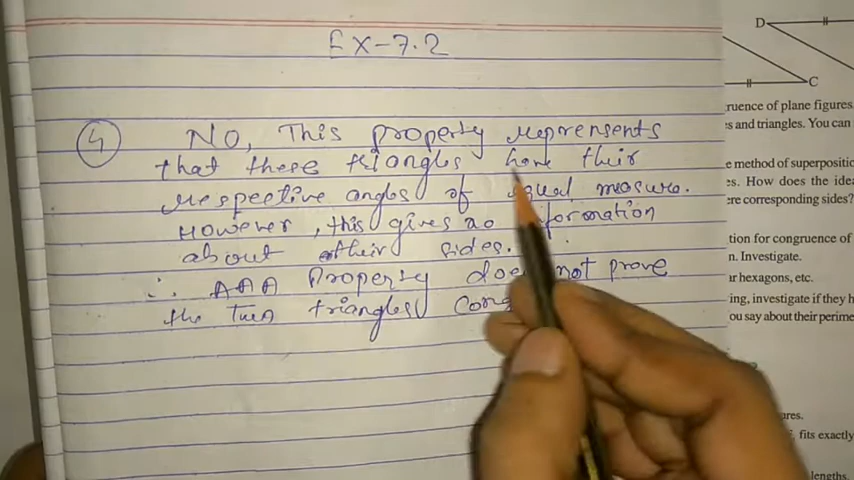 EX-7.2
4 NO, This property reprensents
that these triangles have their
respective angles of equal measure.
However, this gives no information
about their sides.
∴ AAA Property does not prove
the two triangles
D
C
ruence of plane figures
s and triangles. You can
e method of superpositio
es. How does the idea
ere corresponding sides?
tion for congruence of
n. Investigate.
ar hexagons, etc.
ing, investigate if they h
ou say about their perime
ares.
, fits exactly
lengths.